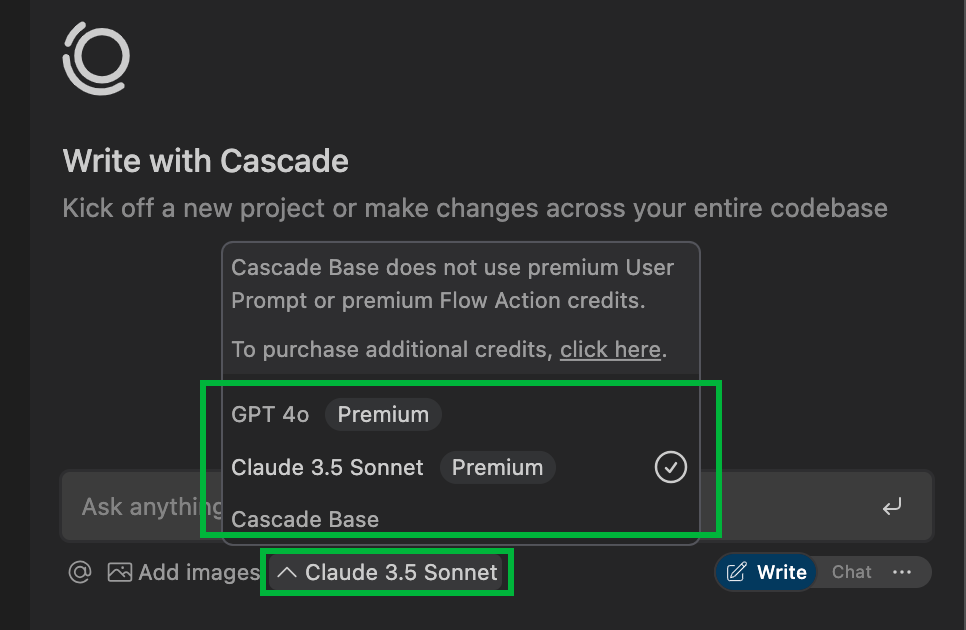 Write with Cascade
Kick off a new project or make changes across your entire codebase
Cascade Base does not use premium User
Prompt or premium Flow Action credits.
To purchase additional credits, click here.
GPT 4o Premium
Claude 3.5 Sonnet Premium
Ask anything
Cascade Base
@ Add images Claude 3.5 Sonnet Write Chat ...